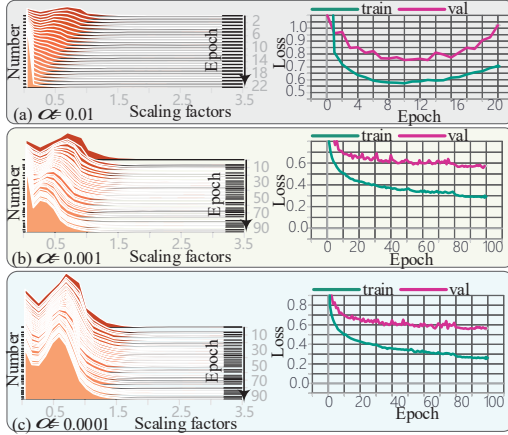 Number
Epoch
2
6
10
14
18
22
0.5
1.5
2.5
3.5
(a) α= 0.01
Scaling factors
train
val
Loss
1.0
0.9
0.8
0.7
0.6
0.5
0
4
8
12
16
20
Epoch
Number
Epoch
10
30
50
70
90
0.5
1.5
2.5
3.5
(b) α= 0.001
Scaling factors
train
val
Loss
0.6
0.4
0.2
0.0
0
20
40
60
80
100
Epoch
Number
Epoch
10
30
50
70
90
0.5
1.5
2.5
3.5
(c) α= 0.0001
Scaling factors
train
val
Loss
0.8
0.6
0.4
0.2
0.0
0
20
40
60
80
100
Epoch